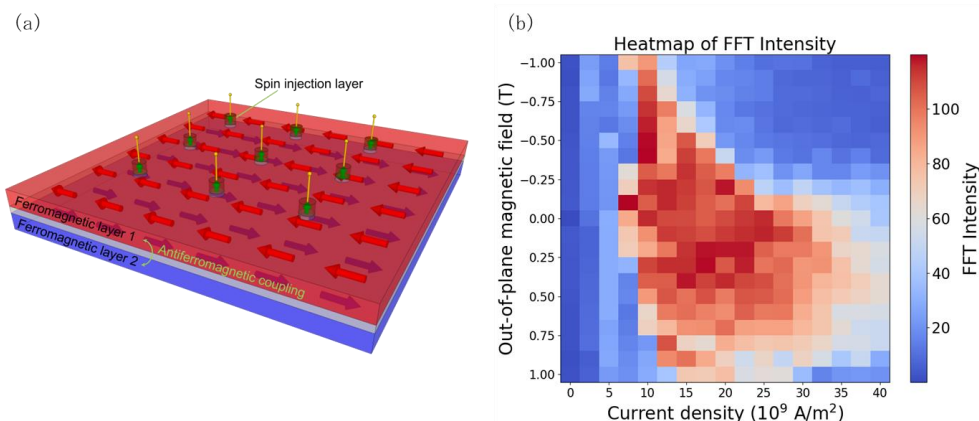 (a)
Spin injection layer
Ferromagnetic layer 1
Ferromagnetic layer 2
Antiferromagnetic coupling
(b)
Heatmap of FFT Intensity
Out-of-plane magnetic field (T)
−1.00
−0.75
−0.50
−0.25
0.00
0.25
0.50
0.75
1.00
0 5 10 15 20 25 30 35 40
Current density (10⁹ A/m²)
100
80
60
40
20
FFT Intensity